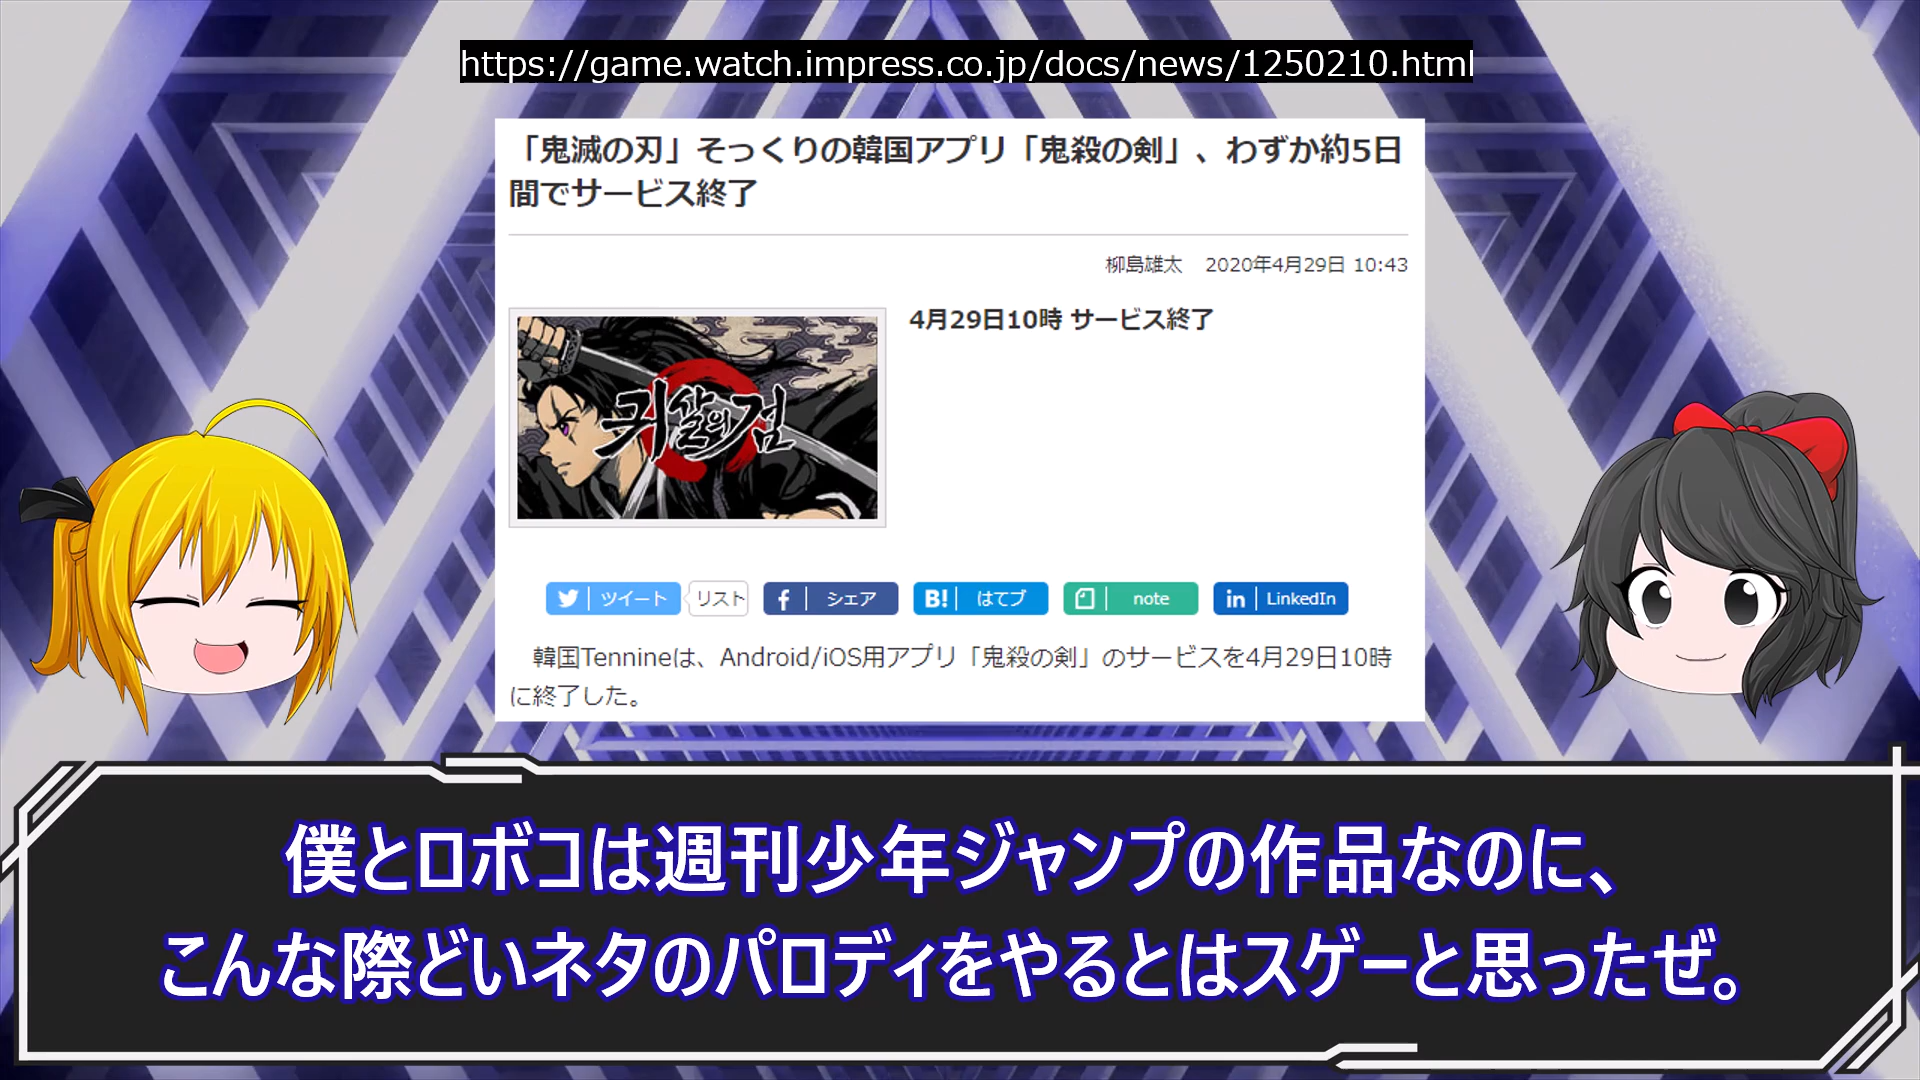 https://game.watch.impress.co.jp/docs/news/1250210.html
「鬼滅の刃」そっくりの韓国アプリ「鬼殺の剣」、わずか約5日
間でサービス終了
柳島雄太 2020年4月29日 10:43
4月29日10時 サービス終了
귀살의검
ツイート リスト シェア B! はてブ note in LinkedIn
韓国Tennineは、Android/iOS用アプリ「鬼殺の剣」のサービスを4月29日10時
に終了した。
僕とロボコは週刊少年ジャンプの作品なのに、
こんな際どいネタのパロディをやるとはスゲーと思ったぜ。